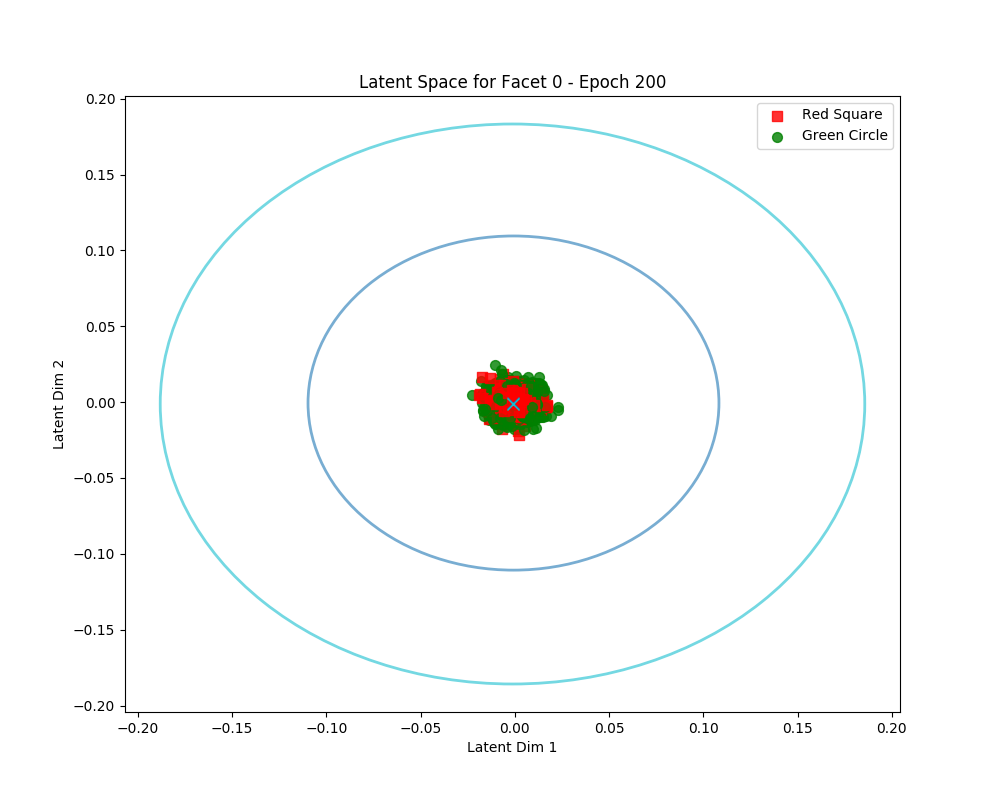 Latent Space for Facet 0 - Epoch 200
Red Square
Green Circle
0.20
0.15
0.10
0.05
0.00
−0.05
−0.10
−0.15
−0.20
Latent Dim 2
−0.20 −0.15 −0.10 −0.05 0.00 0.05 0.10 0.15 0.20
Latent Dim 1